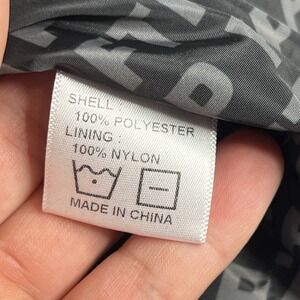 SHELL :
100% POLYESTER
LINING :
100% NYLON
MADE IN CHINA